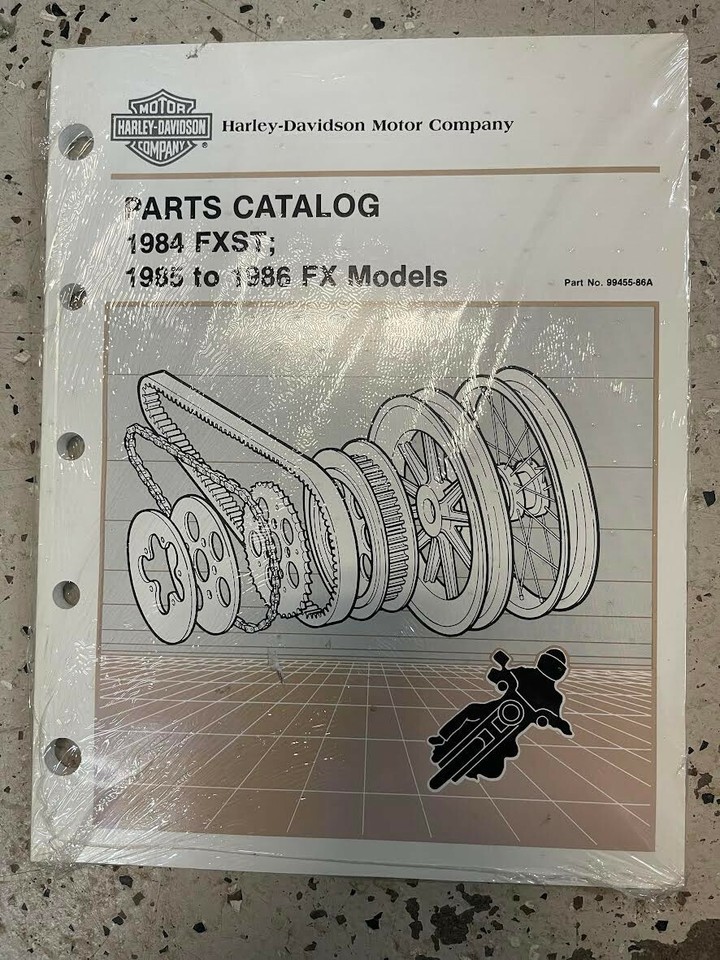 MOTOR
HARLEY-DAVIDSON
COMPANY
®
Harley-Davidson Motor Company
PARTS CATALOG
1984 FXST;
1985 to 1986 FX Models
Part No. 99455-86A